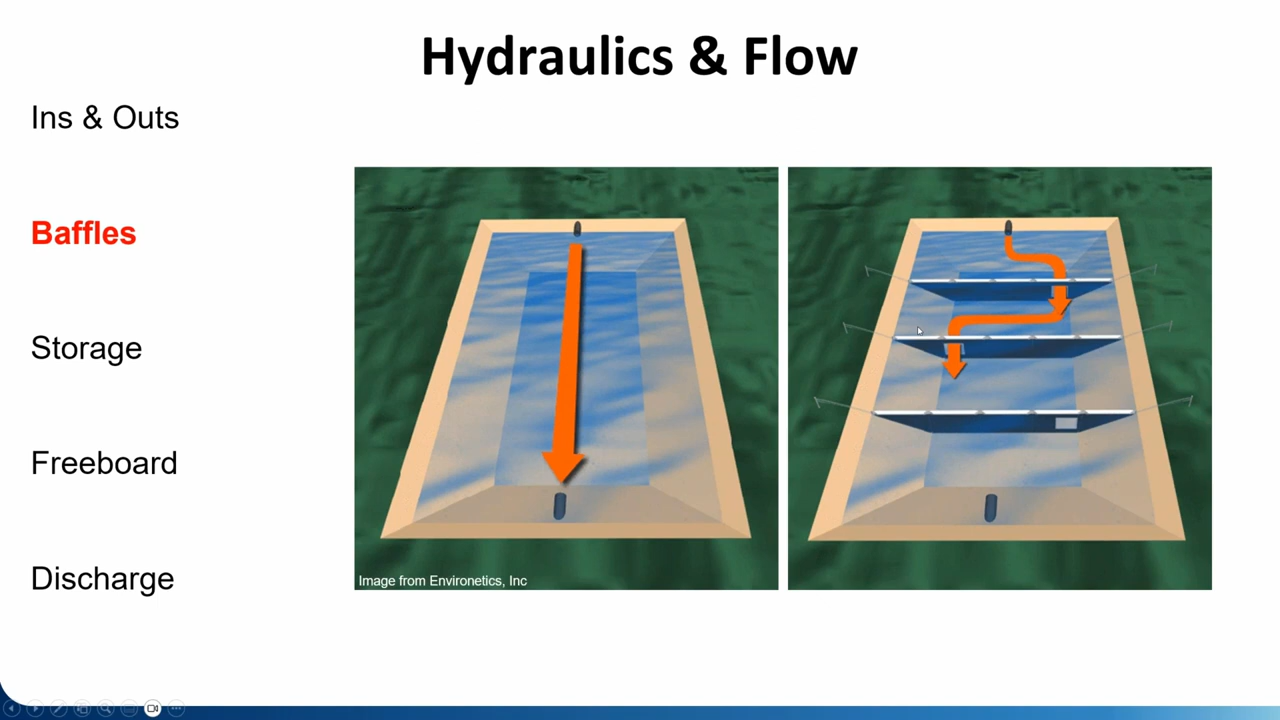 Hydraulics & Flow
Ins & Outs
Baffles
Storage
Freeboard
Discharge
Image from Environetics, Inc